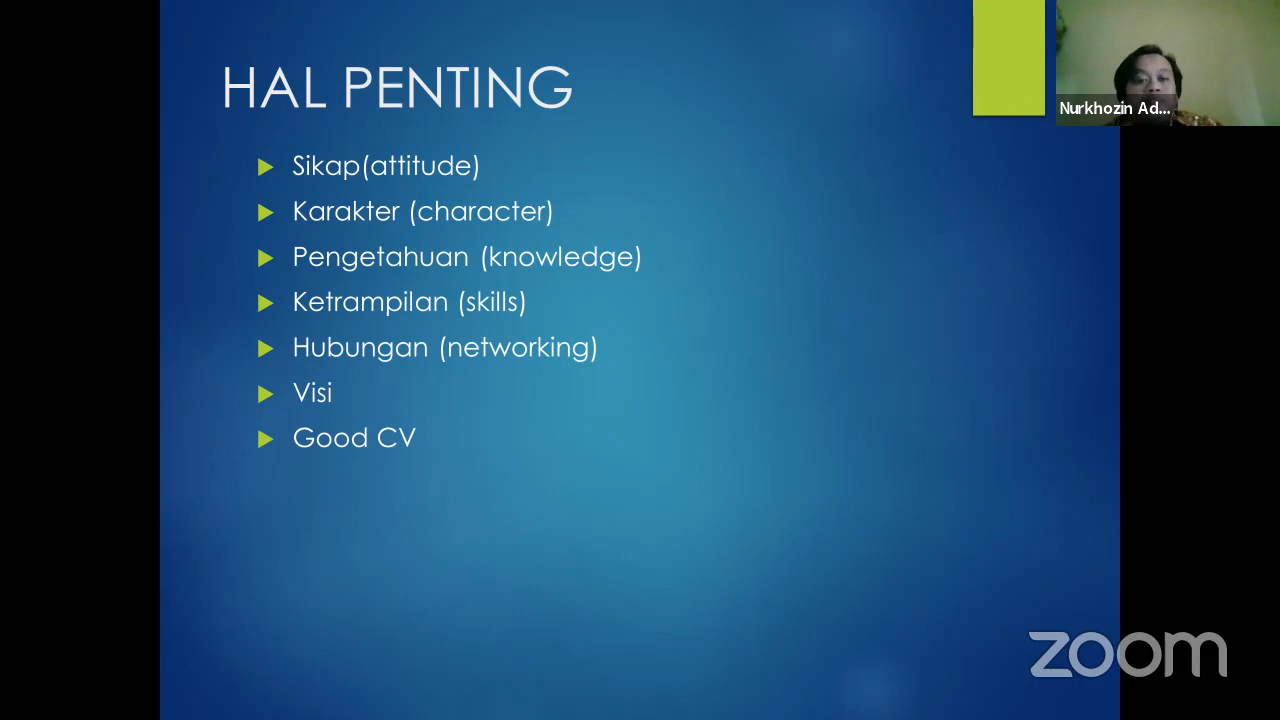 HAL PENTING
Sikap(attitude)
Karakter (character)
Pengetahuan (knowledge)
Ketrampilan (skills)
Hubungan (networking)
Visi
Good CV
Nurkhozin Ad...
zoom